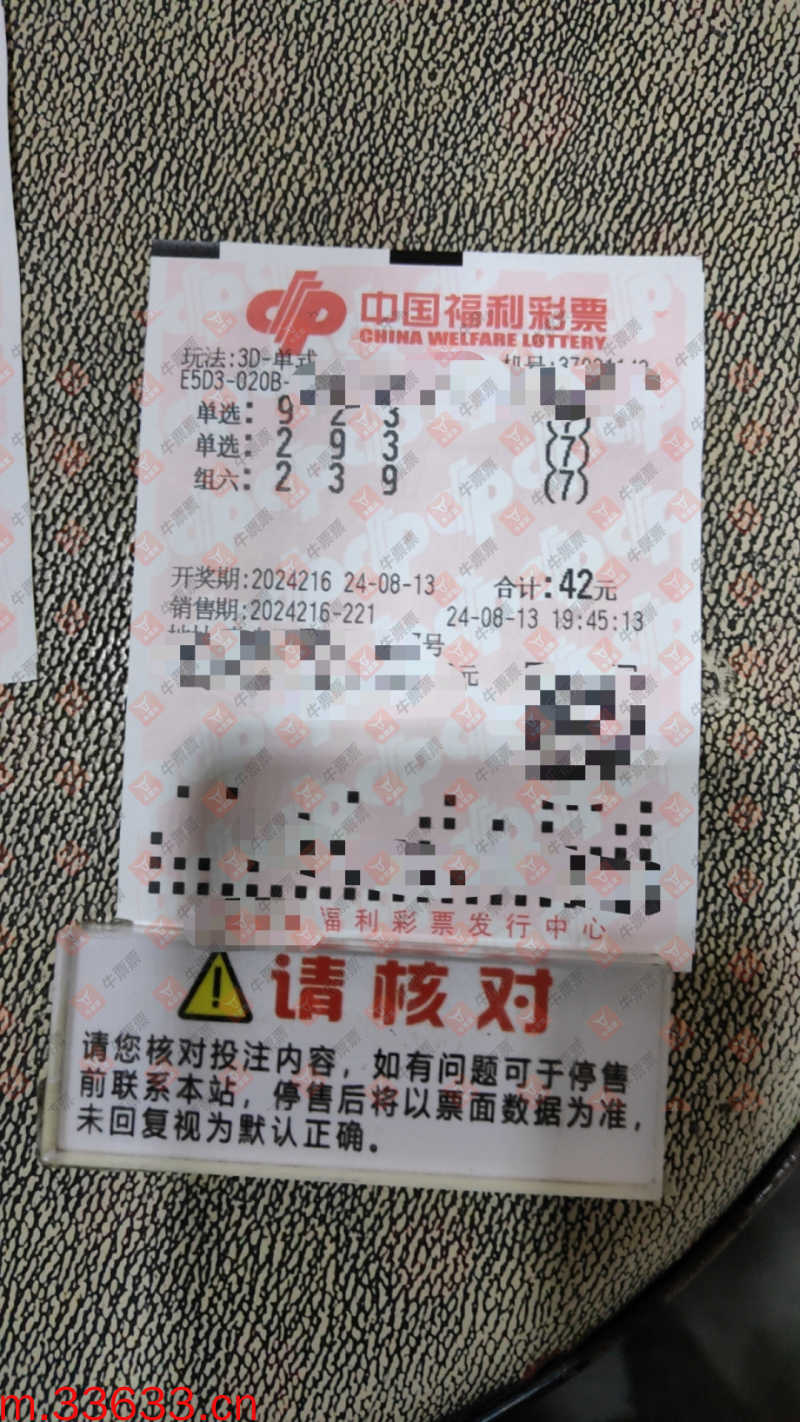 中国福利彩票
CHINA WELFARE LOTTERY
玩法:3D-单式
E5D3-020B-
单选: 9 2 3
单选: 2 9 3 (7)
组六: 2 3 9 (7)
开奖期:2024216 24-08-13 合计:42元
销售期:2024216-221 24-08-13 19:45:13
号
元
福利彩票发行中心
请核对
请您核对投注内容，如有问题可于停售
前联系本站，停售后将以票面数据为准，
未回复视为默认正确。
牛票票
m.33633.cn